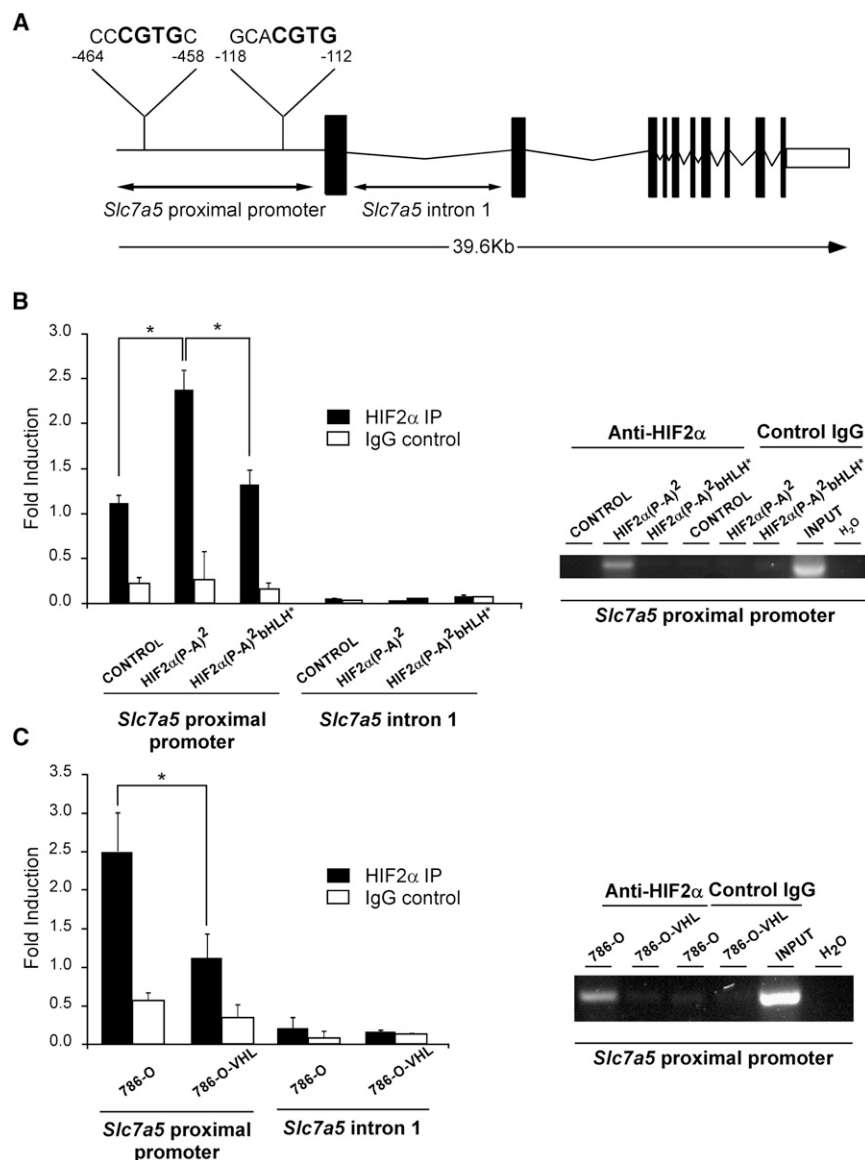 A
CCCGTGC GCACGTG
-464 -458 -118 -112
Slc7a5 proximal promoter Slc7a5 intron 1
39.6Kb
B
3.0
2.5
2.0
1.5
1.0
0.5
0.0
Fold Induction
* *
HIF2α IP
IgG control
CONTROL
HIF2α(P-A)²
HIF2α(P-A)²bHLH*
CONTROL
HIF2α(P-A)²
HIF2α(P-A)²bHLH*
Slc7a5 proximal
promoter
Slc7a5 intron 1
Anti-HIF2α Control IgG
CONTROL
HIF2α(P-A)²
HIF2α(P-A)²bHLH*
CONTROL
HIF2α(P-A)²
HIF2α(P-A)²bHLH*
INPUT
H₂O
Slc7a5 proximal promoter
C
3.5
3.0
2.5
2.0
1.5
1.0
0.5
0.0
Fold Induction
*
HIF2α IP
IgG control
786-O
786-O-VHL
786-O
786-O-VHL
Slc7a5 proximal
promoter
Slc7a5 intron 1
Anti-HIF2α Control IgG
786-O
786-O-VHL
786-O
786-O-VHL
INPUT
H₂O
Slc7a5 proximal promoter